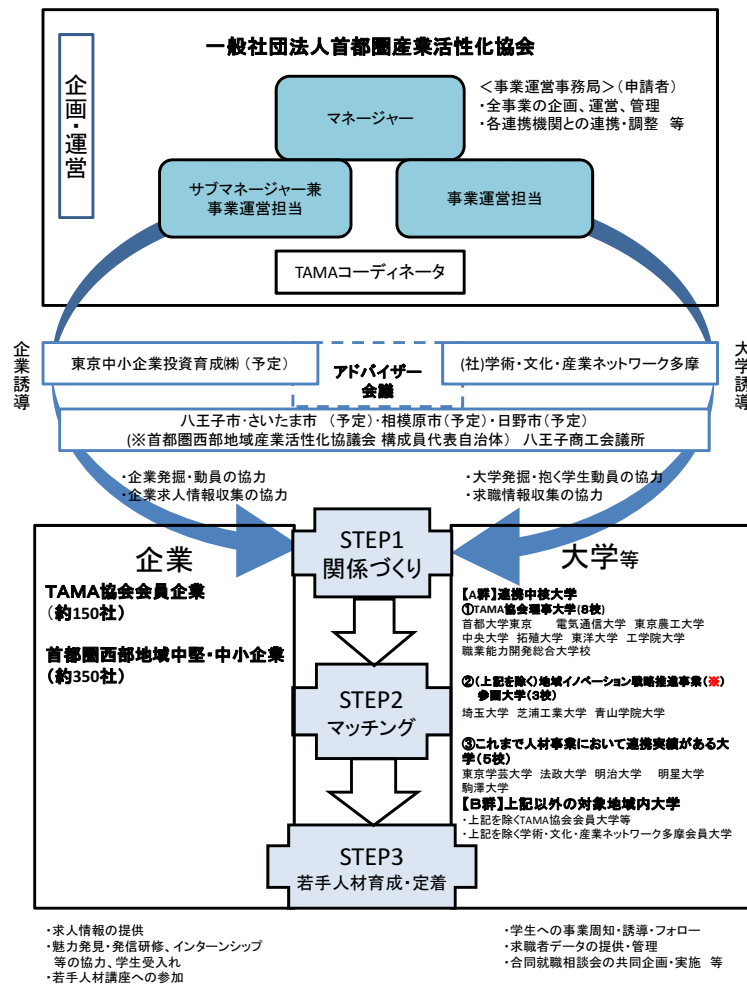 一般社団法人首都圏産業活性化協会
企画・運営
＜事業運営事務局＞（申請者）
・全事業の企画、運営、管理
・各連携機関との連携・調整　等
マネージャー
サブマネージャー兼
事業運営担当
事業運営担当
TAMAコーディネータ
企業誘導
大学誘導
東京中小企業投資育成㈱（予定）
アドバイザー
会議
(社)学術・文化・産業ネットワーク多摩
八王子市・さいたま市　（予定）・相模原市（予定）・日野市（予定）
(※首都圏西部地域産業活性化協議会 構成員代表自治体)　八王子商工会議所
・企業発掘・動員の協力
・企業求人情報収集の協力
・大学発掘・抱く学生動員の協力
・求職情報収集の協力
企業
TAMA協会会員企業
（約150社）
首都圏西部地域中堅・中小企業
（約350社）
STEP1
関係づくり
STEP2
マッチング
STEP3
若手人材育成・定着
大学等
【A群】連携中核大学
①TAMA協会理事大学(8校)
首都大学東京　　電気通信大学　東京農工大学
中央大学　拓殖大学　東洋大学　工学院大学
職業能力開発総合大学校
②(上記を除く)地域イノベーション戦略推進事業(※)
参画大学(3校)
埼玉大学　芝浦工業大学　青山学院大学
③これまで人材事業において連携実績がある大
学(5校)
東京学芸大学　法政大学　明治大学　　明星大学
駒澤大学
【B群】上記以外の対象地域内大学
・上記を除くTAMA協会会員大学等
・上記を除く学術・文化・産業ネットワーク多摩会員大学
・求人情報の提供
・魅力発見・発信研修、インターンシップ
等の協力、学生受入れ
・若手人材講座への参加
・学生への事業周知・誘導・フォロー
・求職者データの提供・管理
・合同就職相談会の共同企画・実施　等